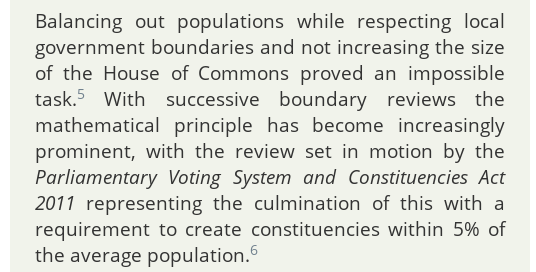 Balancing out populations while respecting local
government boundaries and not increasing the size
of the House of Commons proved an impossible
task.5 With successive boundary reviews the
mathematical principle has become increasingly
prominent, with the review set in motion by the
Parliamentary Voting System and Constituencies Act
2011 representing the culmination of this with a
requirement to create constituencies within 5% of
the average population.6